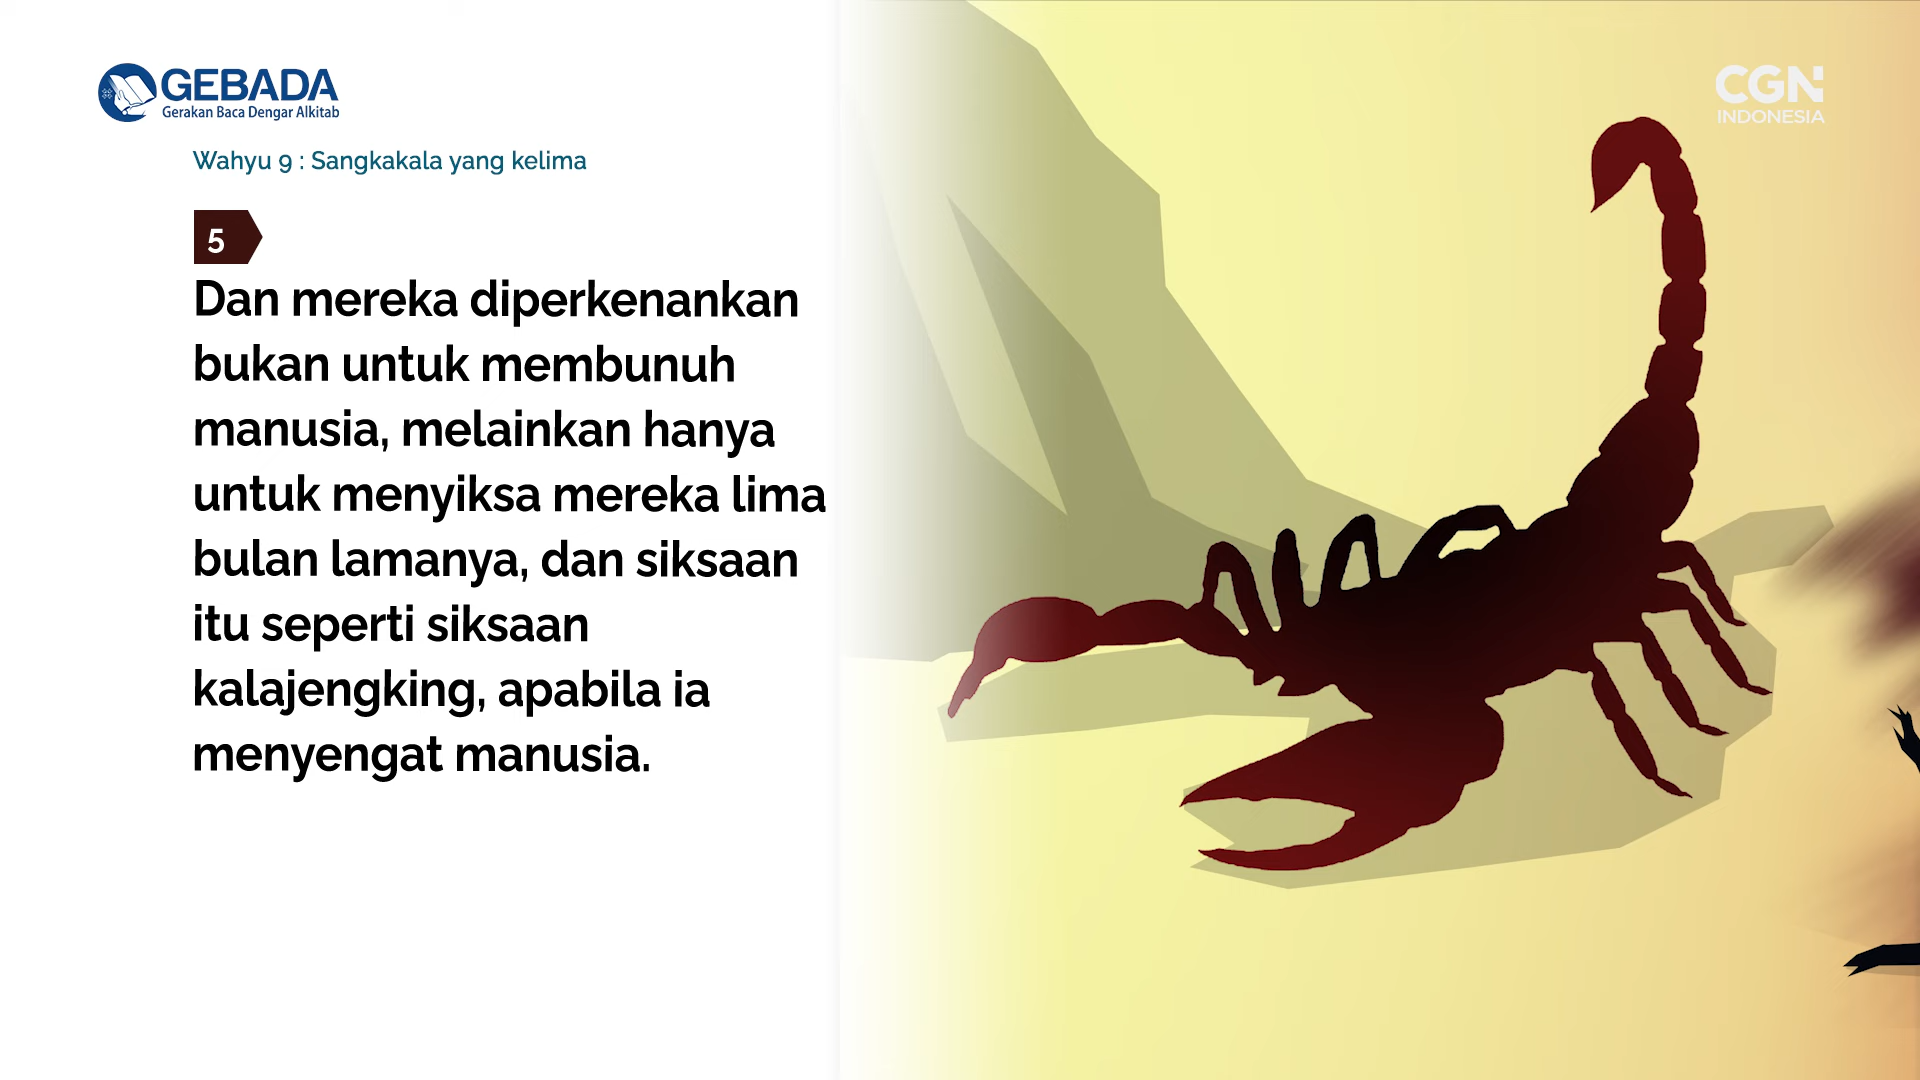 GEBADA
Gerakan Baca Dengar Alkitab
CGN
INDONESIA
Wahyu 9 : Sangkakala yang kelima
5
Dan mereka diperkenankan
bukan untuk membunuh
manusia, melainkan hanya
untuk menyiksa mereka lima
bulan lamanya, dan siksaan
itu seperti siksaan
kalajengking, apabila ia
menyengat manusia.